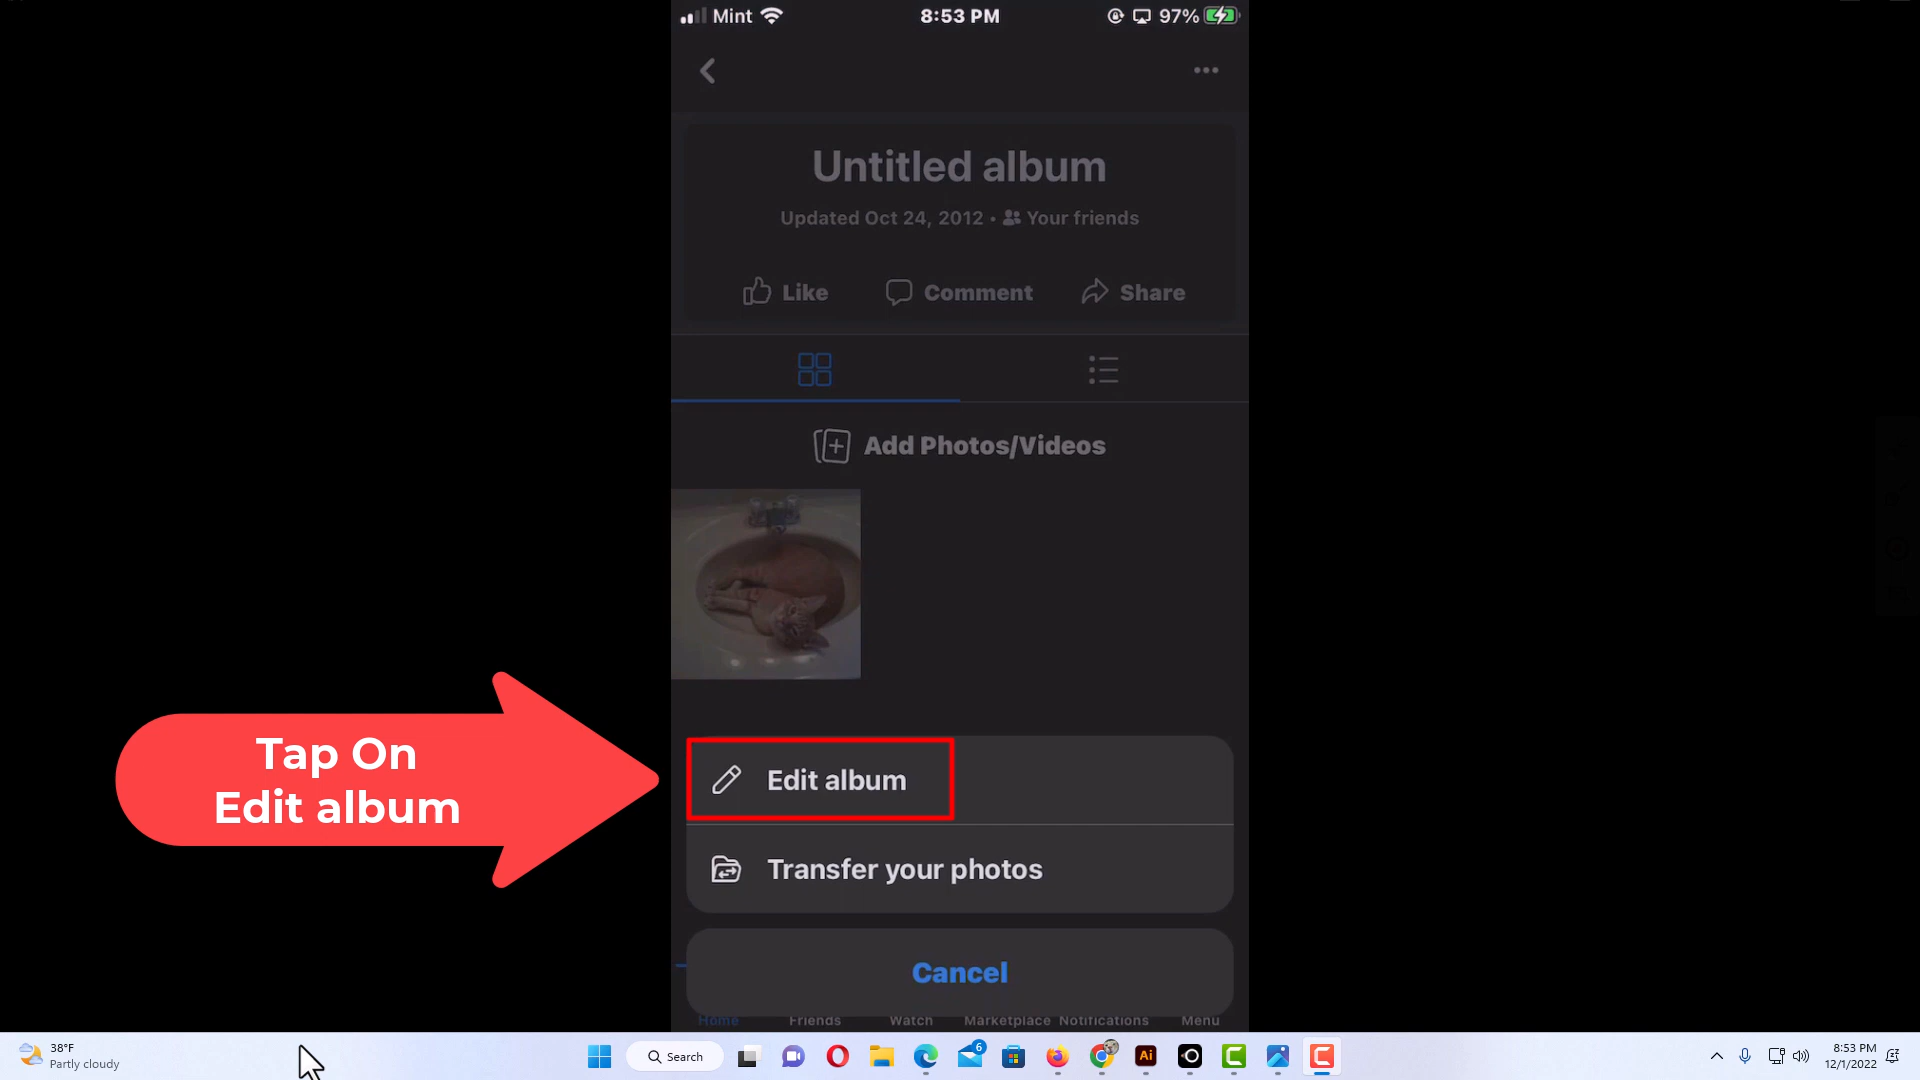 Mint
8:53 PM
97%
Untitled album
Updated Oct 24, 2012 • Your friends
Like
Comment
Share
Add Photos/Videos
Tap On
Edit album
Edit album
Transfer your photos
Cancel
Home
Friends
Watch
Marketplace
Notifications
Menu
38°F
Partly cloudy
Search
6
Ai
8:53 PM
12/1/2022